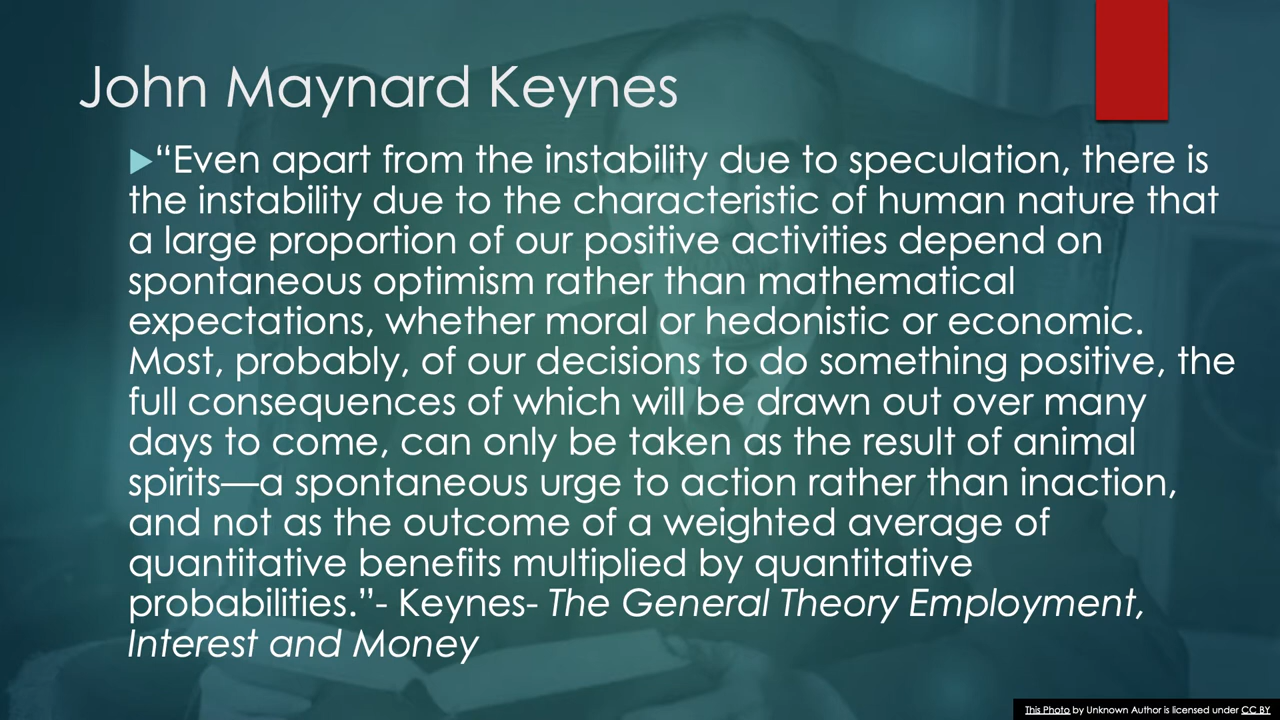 John Maynard Keynes
“Even apart from the instability due to speculation, there is
the instability due to the characteristic of human nature that
a large proportion of our positive activities depend on
spontaneous optimism rather than mathematical
expectations, whether moral or hedonistic or economic.
Most, probably, of our decisions to do something positive, the
full consequences of which will be drawn out over many
days to come, can only be taken as the result of animal
spirits—a spontaneous urge to action rather than inaction,
and not as the outcome of a weighted average of
quantitative benefits multiplied by quantitative
probabilities.”- Keynes- The General Theory Employment,
Interest and Money
This Photo by Unknown Author is licensed under CC BY